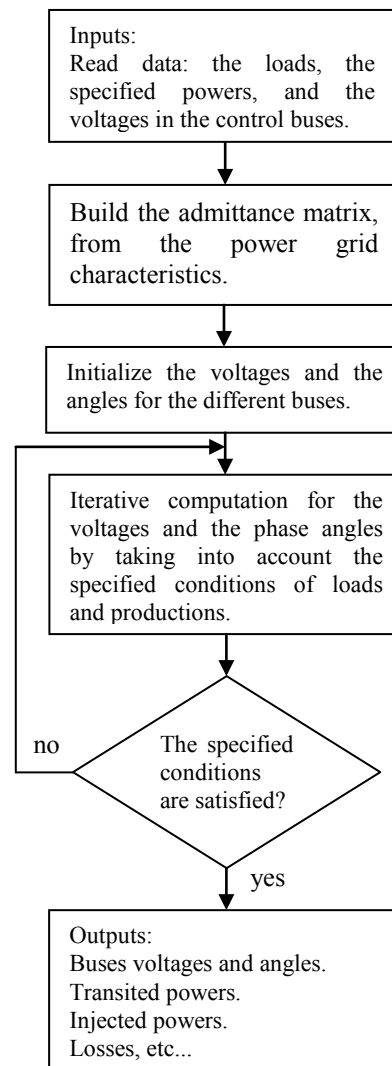 Inputs:
Read data: the loads, the
specified powers, and the
voltages in the control buses.
Build the admittance matrix,
from the power grid
characteristics.
Initialize the voltages and the
angles for the different buses.
Iterative computation for the
voltages and the phase angles
by taking into account the
specified conditions of loads
and productions.
no
The specified
conditions
are satisfied?
yes
Outputs:
Buses voltages and angles.
Transited powers.
Injected powers.
Losses, etc...